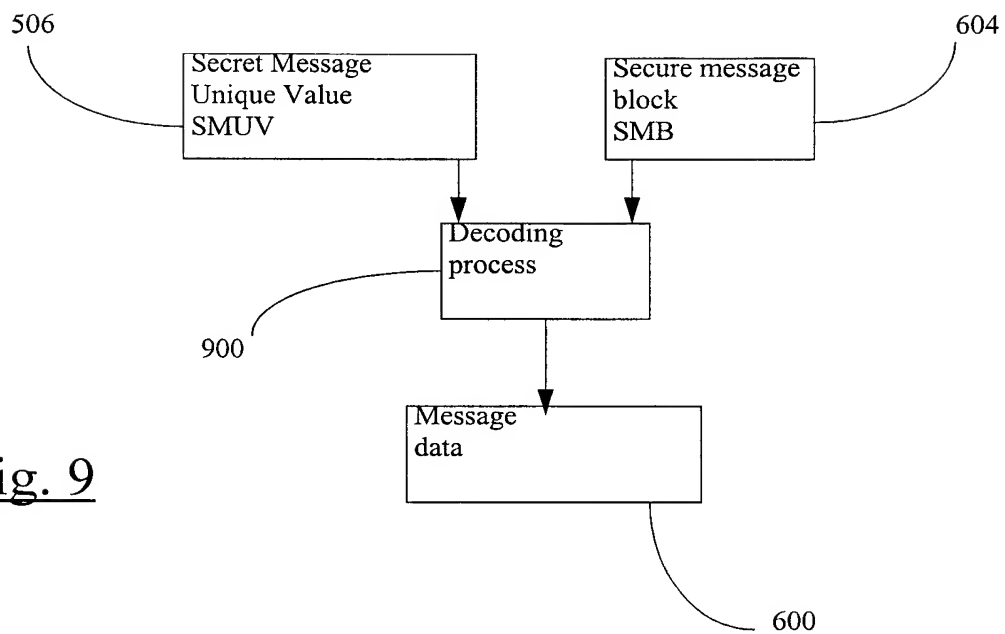 506
604
Secret Message
Unique Value
SMUV
Secure message
block
SMB
Decoding
process
900
Message
data
ig. 9
600